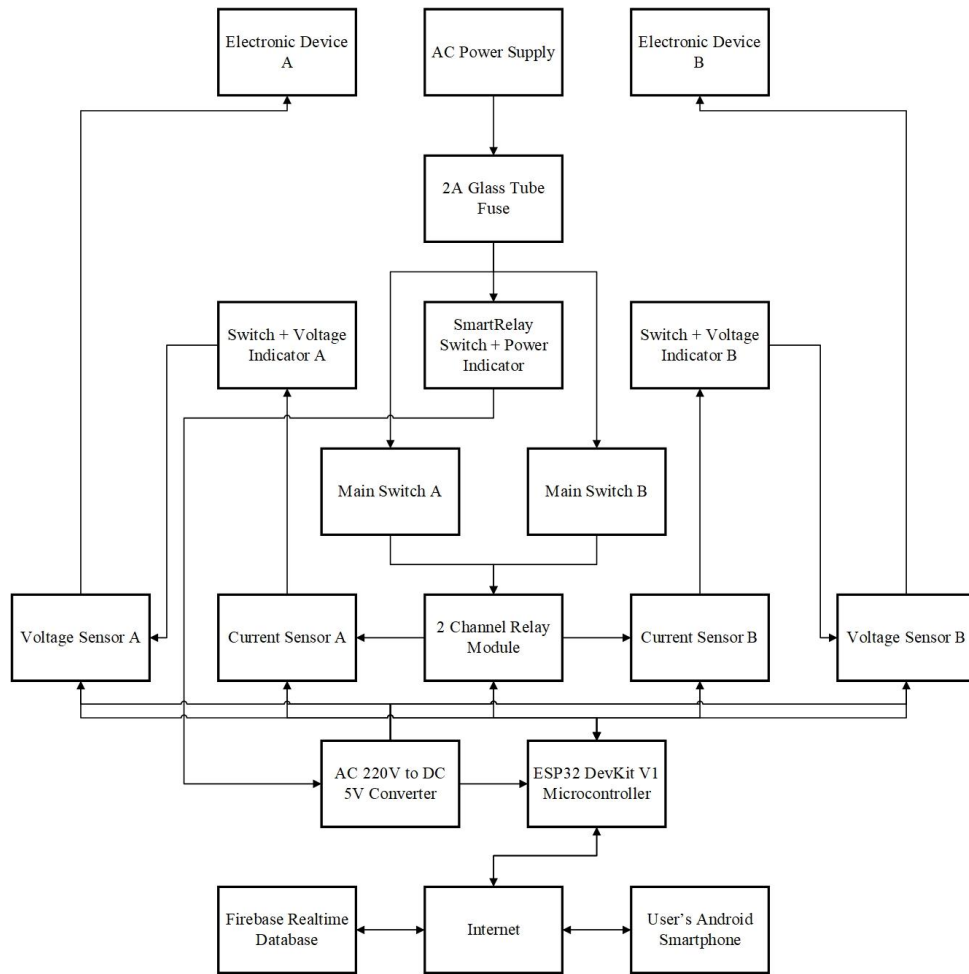 Electronic Device
A
AC Power Supply
Electronic Device
B
2A Glass Tube
Fuse
Switch + Voltage
Indicator A
SmartRelay
Switch + Power
Indicator
Switch + Voltage
Indicator B
Main Switch A
Main Switch B
Voltage Sensor A
Current Sensor A
2 Channel Relay
Module
Current Sensor B
Voltage Sensor B
AC 220V to DC
5V Converter
ESP32 DevKit V1
Microcontroller
Firebase Realtime
Database
Internet
User's Android
Smartphone